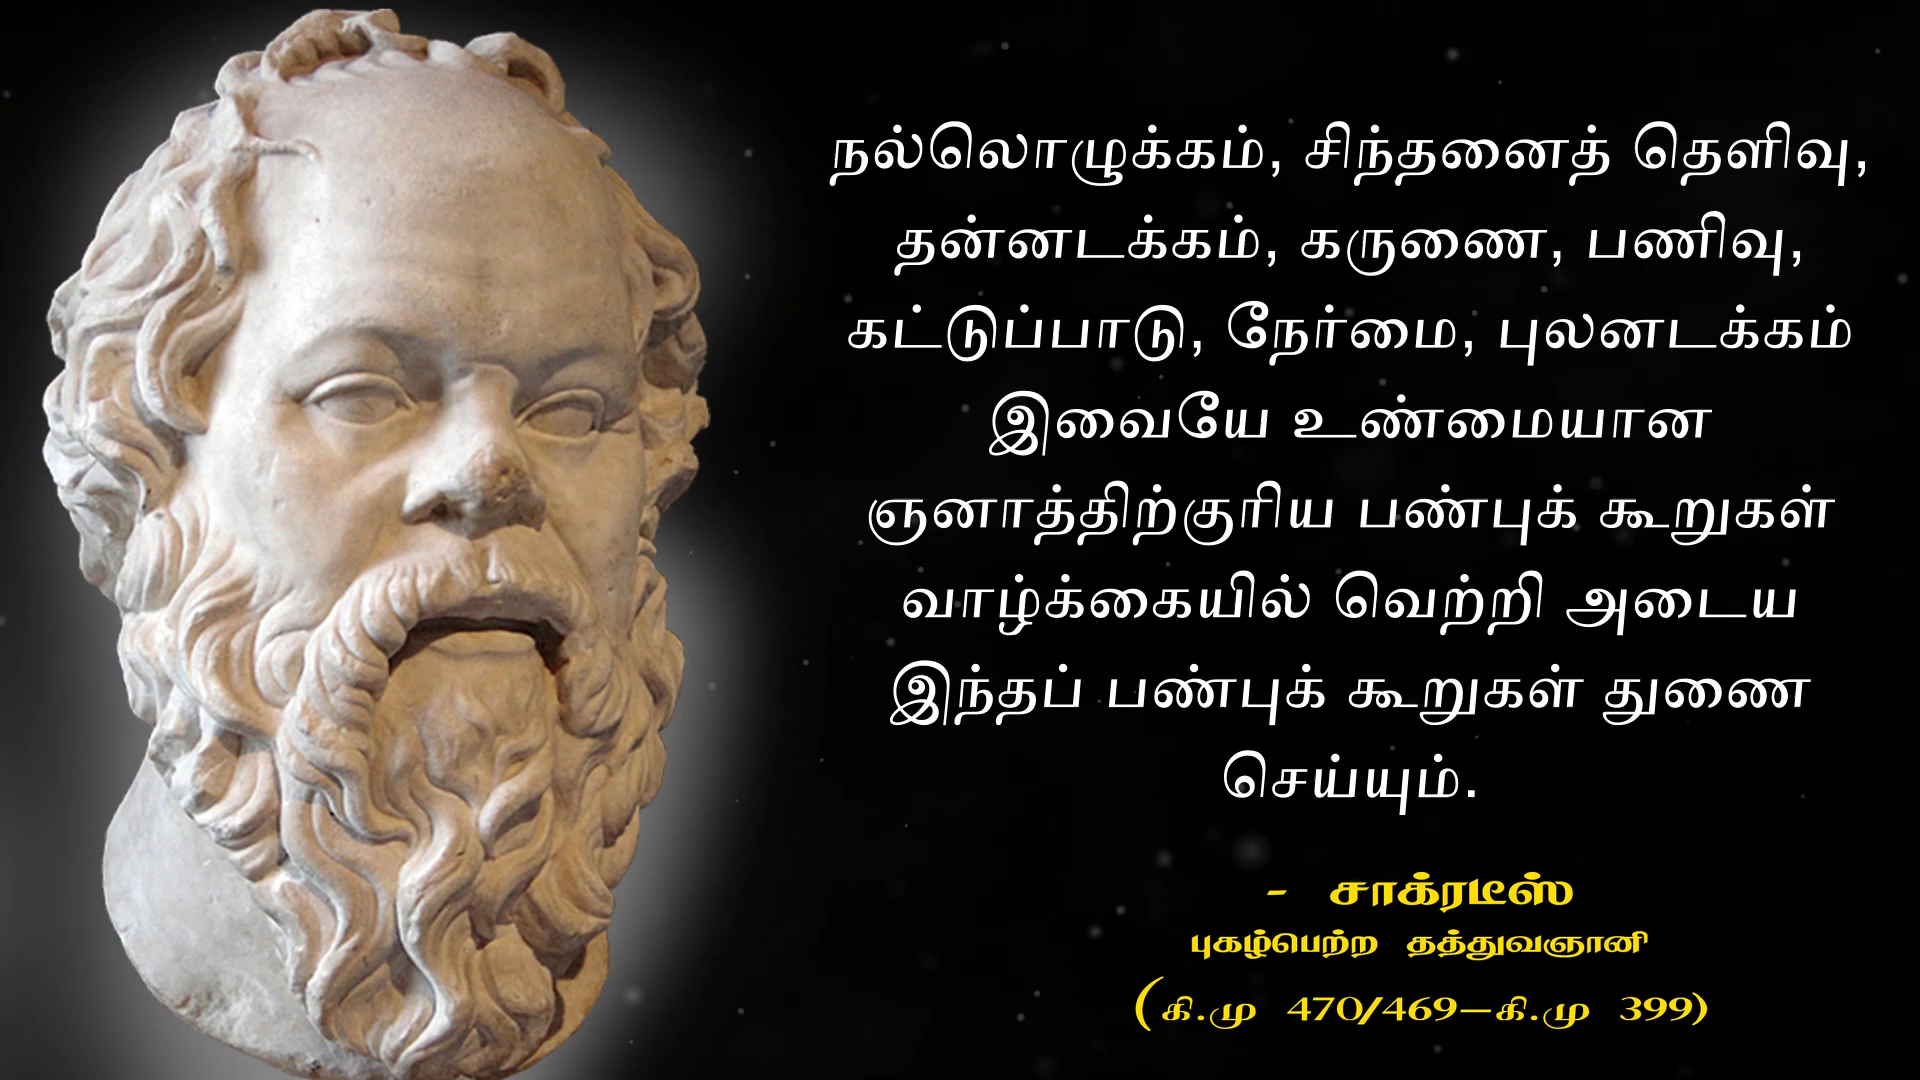 நல்லொழுக்கம், சிந்தனைத் தெளிவு,
தன்னடக்கம், கருணை, பணிவு,
கட்டுப்பாடு, நேர்மை, புலனடக்கம்
இவையே உண்மையான
ஞனாத்திற்குரிய பண்புக் கூறுகள்
வாழ்க்கையில் வெற்றி அடைய
இந்தப் பண்புக் கூறுகள் துணை
செய்யும்.
- சாக்ரடீஸ்
புகழ்பெற்ற தத்துவஞானி
(கி.மு 470/469–கி.மு 399)